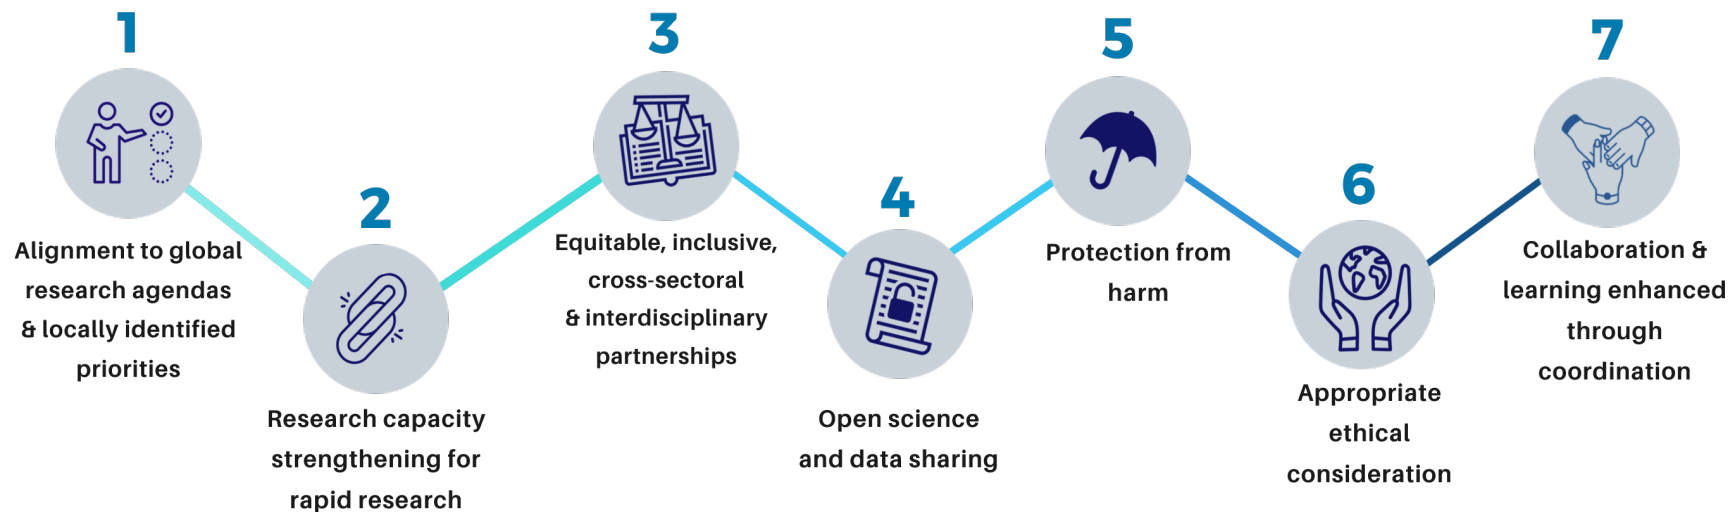 1
Alignment to global
research agendas
& locally identified
priorities
2
Research capacity
strengthening for
rapid research
3
Equitable, inclusive,
cross-sectoral
& interdisciplinary
partnerships
4
Open science
and data sharing
5
Protection from
harm
6
Appropriate
ethical
consideration
7
Collaboration &
learning enhanced
through
coordination